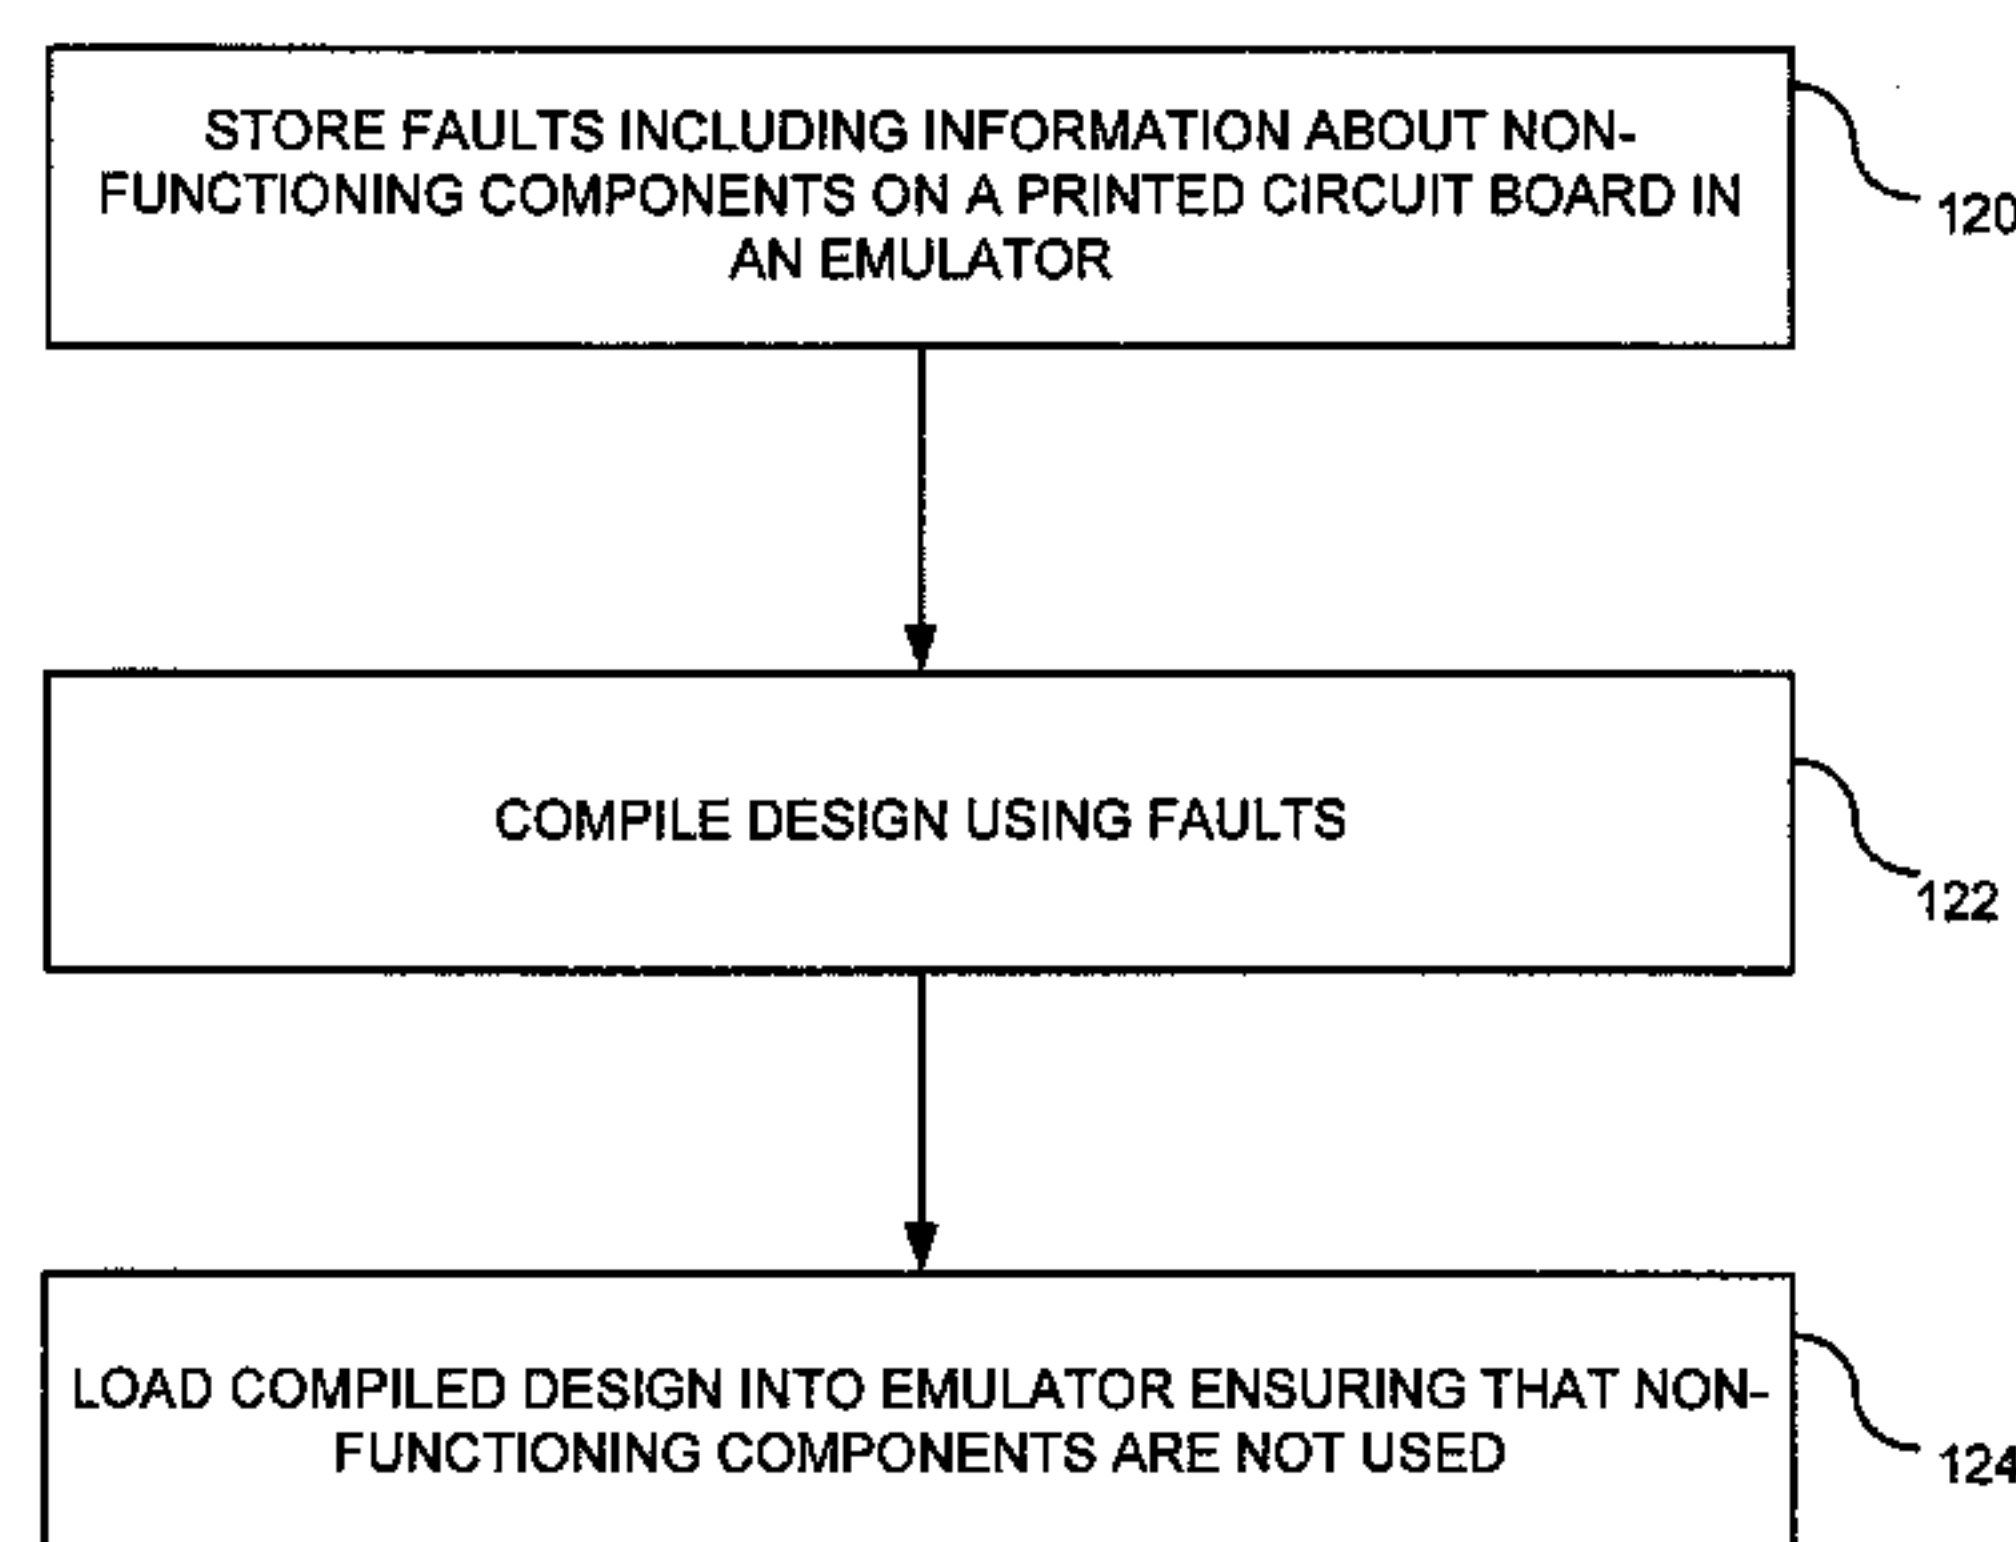 STORE FAULTS INCLUDING INFORMATION ABOUT NON-
FUNCTIONING COMPONENTS ON A PRINTED CIRCUIT BOARD IN
AN EMULATOR
120
COMPILE DESIGN USING FAULTS
122
LOAD COMPILED DESIGN INTO EMULATOR ENSURING THAT NON-
FUNCTIONING COMPONENTS ARE NOT USED
124